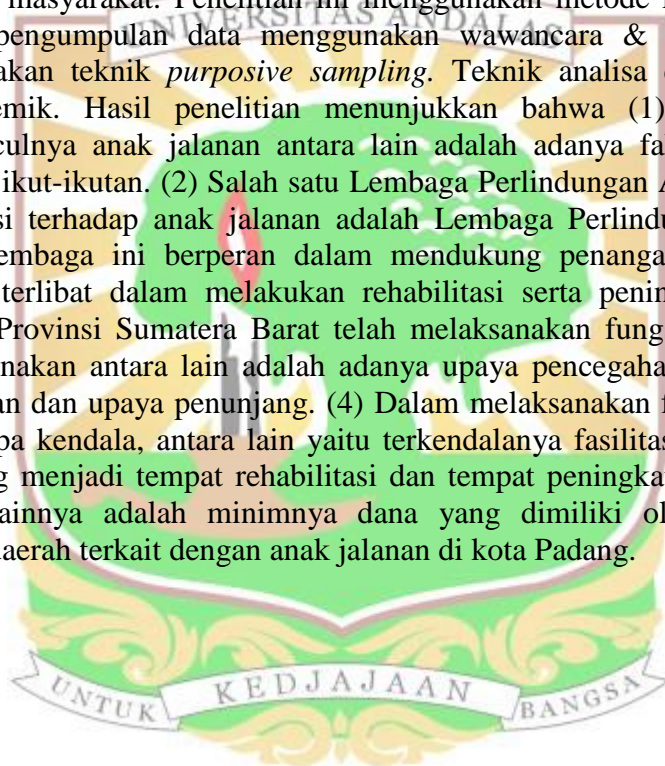 masyarakat. Penelitian ini menggunakan metode
UNIVERSITAS ANDALAS
pengumpulan data menggunakan wawancara &
akan teknik purposive sampling. Teknik analisa
emik. Hasil penelitian menunjukkan bahwa (1)
culnya anak jalanan antara lain adalah adanya fa
ikut-ikutan. (2) Salah satu Lembaga Perlindungan A
si terhadap anak jalanan adalah Lembaga Perlindu
embaga ini berperan dalam mendukung penanga
terlibat dalam melakukan rehabilitasi serta penin
Provinsi Sumatera Barat telah melaksanakan fung
nakan antara lain adalah adanya upaya pencegaha
an dan upaya penunjang. (4) Dalam melaksanakan f
pa kendala, antara lain yaitu terkendalanya fasilitas
g menjadi tempat rehabilitasi dan tempat peningka
ainnya adalah minimnya dana yang dimiliki ol
daerah terkait dengan anak jalanan di kota Padang.
UNTUK KEDJAJAAN BANGSA